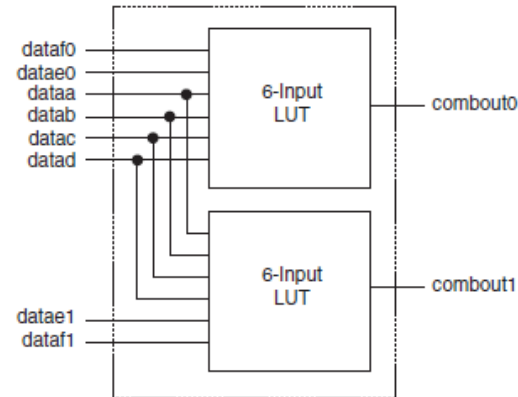 dataf0
datae0
dataa
datab
datac
datad
6-Input
LUT
combout0
6-Input
LUT
combout1
datae1
dataf1